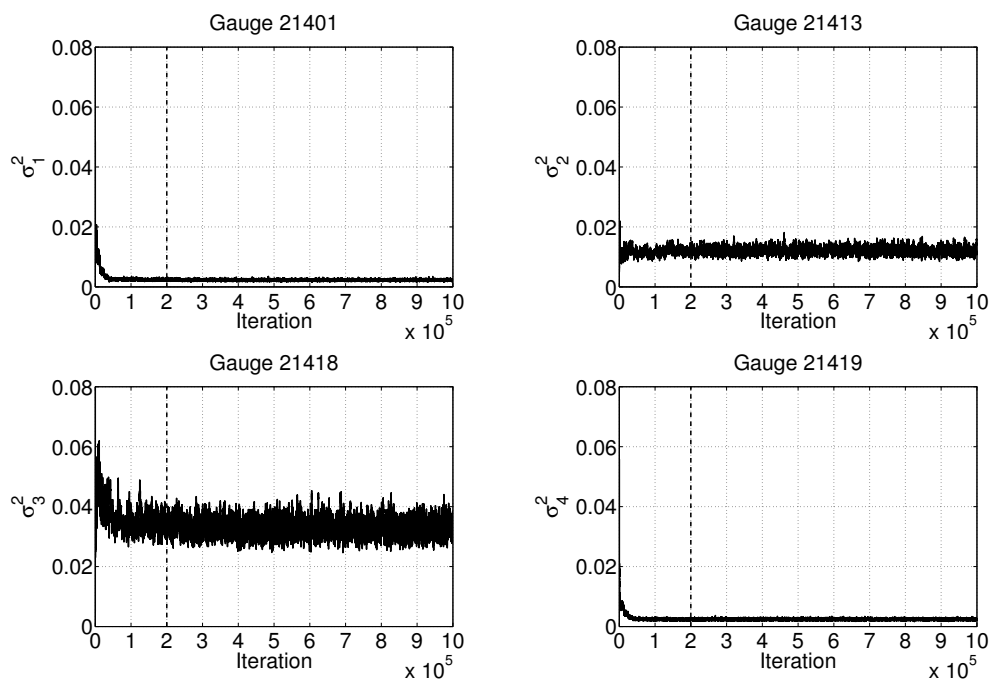 Gauge 21401
0.08
0.06
0.04
0.02
0
σ₁²
0 1 2 3 4 5 6 7 8 9 10
Iteration
x 10⁵
Gauge 21413
0.08
0.06
0.04
0.02
0
σ₂²
0 1 2 3 4 5 6 7 8 9 10
Iteration
x 10⁵
Gauge 21418
0.08
0.06
0.04
0.02
0
σ₃²
0 1 2 3 4 5 6 7 8 9 10
Iteration
x 10⁵
Gauge 21419
0.08
0.06
0.04
0.02
0
σ₄²
0 1 2 3 4 5 6 7 8 9 10
Iteration
x 10⁵